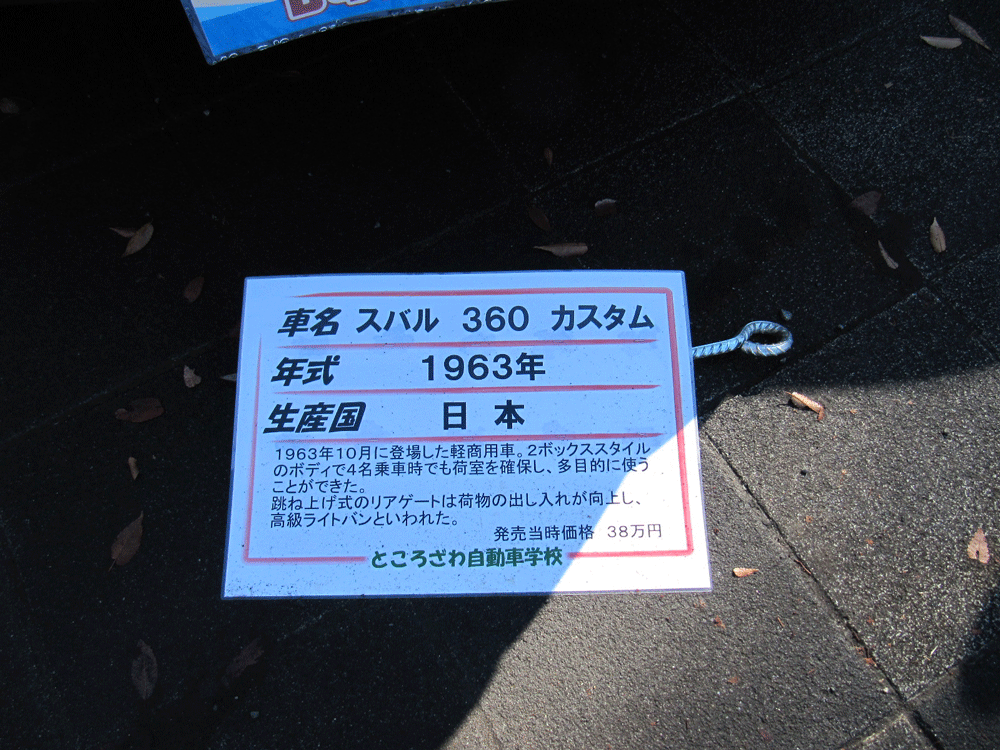 車名 スバル 360 カスタム
年式 1963年
生産国 日 本
1963年10月に登場した軽商用車。2ボックススタイル
のボディで4名乗車時でも荷室を確保し、多目的に使う
ことができた。
跳ね上げ式のリアゲートは荷物の出し入れが向上し、
高級ライトバンといわれた。
発売当時価格 38万円
ところざわ自動車学校